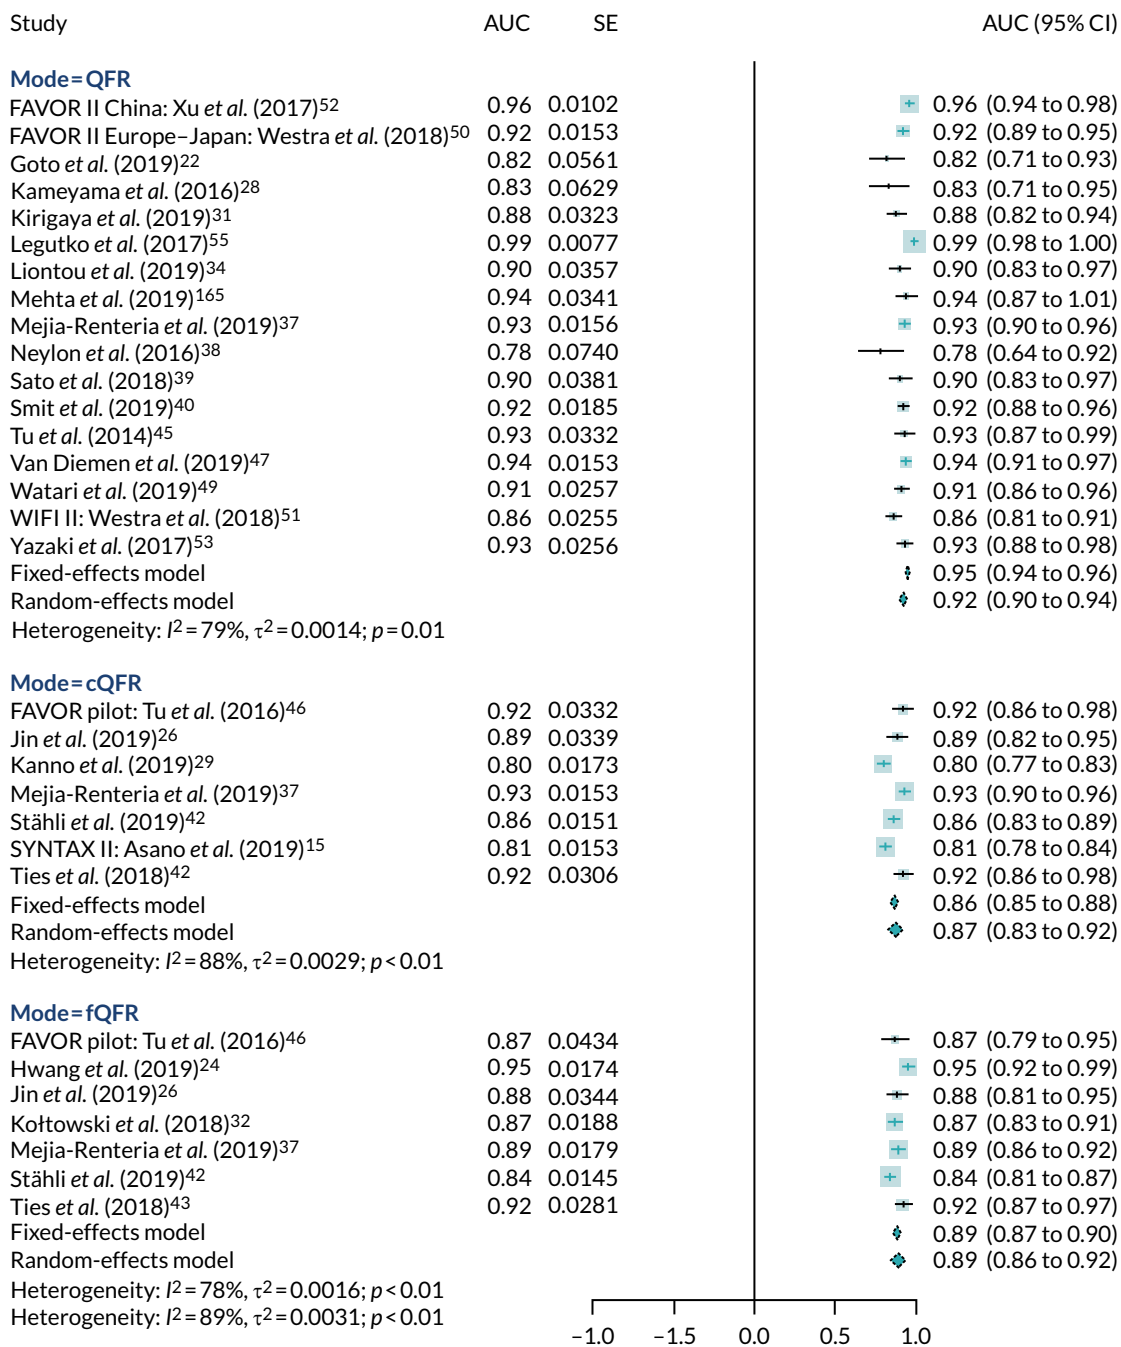 Study AUC SE AUC (95% CI)
Mode=QFR
FAVOR II China: Xu et al. (2017)52 0.96 0.0102 0.96 (0.94 to 0.98)
FAVOR II Europe–Japan: Westra et al. (2018)50 0.92 0.0153 0.92 (0.89 to 0.95)
Goto et al. (2019)22 0.82 0.0561 0.82 (0.71 to 0.93)
Kameyama et al. (2016)28 0.83 0.0629 0.83 (0.71 to 0.95)
Kirigaya et al. (2019)31 0.88 0.0323 0.88 (0.82 to 0.94)
Legutko et al. (2017)55 0.99 0.0077 0.99 (0.98 to 1.00)
Liontou et al. (2019)34 0.90 0.0357 0.90 (0.83 to 0.97)
Mehta et al. (2019)165 0.94 0.0341 0.94 (0.87 to 1.01)
Mejia-Renteria et al. (2019)37 0.93 0.0156 0.93 (0.90 to 0.96)
Neylon et al. (2016)38 0.78 0.0740 0.78 (0.64 to 0.92)
Sato et al. (2018)39 0.90 0.0381 0.90 (0.83 to 0.97)
Smit et al. (2019)40 0.92 0.0185 0.92 (0.88 to 0.96)
Tu et al. (2014)45 0.93 0.0332 0.93 (0.87 to 0.99)
Van Diemen et al. (2019)47 0.94 0.0153 0.94 (0.91 to 0.97)
Watari et al. (2019)49 0.91 0.0257 0.91 (0.86 to 0.96)
WIFI II: Westra et al. (2018)51 0.86 0.0255 0.86 (0.81 to 0.91)
Yazaki et al. (2017)53 0.93 0.0256 0.93 (0.88 to 0.98)
Fixed-effects model 0.95 (0.94 to 0.96)
Random-effects model 0.92 (0.90 to 0.94)
Heterogeneity: I2=79%, τ2=0.0014; p=0.01
Mode=cQFR
FAVOR pilot: Tu et al. (2016)46 0.92 0.0332 0.92 (0.86 to 0.98)
Jin et al. (2019)26 0.89 0.0339 0.89 (0.82 to 0.95)
Kanno et al. (2019)29 0.80 0.0173 0.80 (0.77 to 0.83)
Mejia-Renteria et al. (2019)37 0.93 0.0153 0.93 (0.90 to 0.96)
Stähli et al. (2019)42 0.86 0.0151 0.86 (0.83 to 0.89)
SYNTAX II: Asano et al. (2019)15 0.81 0.0153 0.81 (0.78 to 0.84)
Ties et al. (2018)42 0.92 0.0306 0.92 (0.86 to 0.98)
Fixed-effects model 0.86 (0.85 to 0.88)
Random-effects model 0.87 (0.83 to 0.92)
Heterogeneity: I2=88%, τ2=0.0029; p<0.01
Mode=fQFR
FAVOR pilot: Tu et al. (2016)46 0.87 0.0434 0.87 (0.79 to 0.95)
Hwang et al. (2019)24 0.95 0.0174 0.95 (0.92 to 0.99)
Jin et al. (2019)26 0.88 0.0344 0.88 (0.81 to 0.95)
Kołtowski et al. (2018)32 0.87 0.0188 0.87 (0.83 to 0.91)
Mejia-Renteria et al. (2019)37 0.89 0.0179 0.89 (0.86 to 0.92)
Stähli et al. (2019)42 0.84 0.0145 0.84 (0.81 to 0.87)
Ties et al. (2018)43 0.92 0.0281 0.92 (0.87 to 0.97)
Fixed-effects model 0.89 (0.87 to 0.90)
Random-effects model 0.89 (0.86 to 0.92)
Heterogeneity: I2=78%, τ2=0.0016; p<0.01
Heterogeneity: I2=89%, τ2=0.0031; p<0.01
–1.0 –1.5 0.0 0.5 1.0